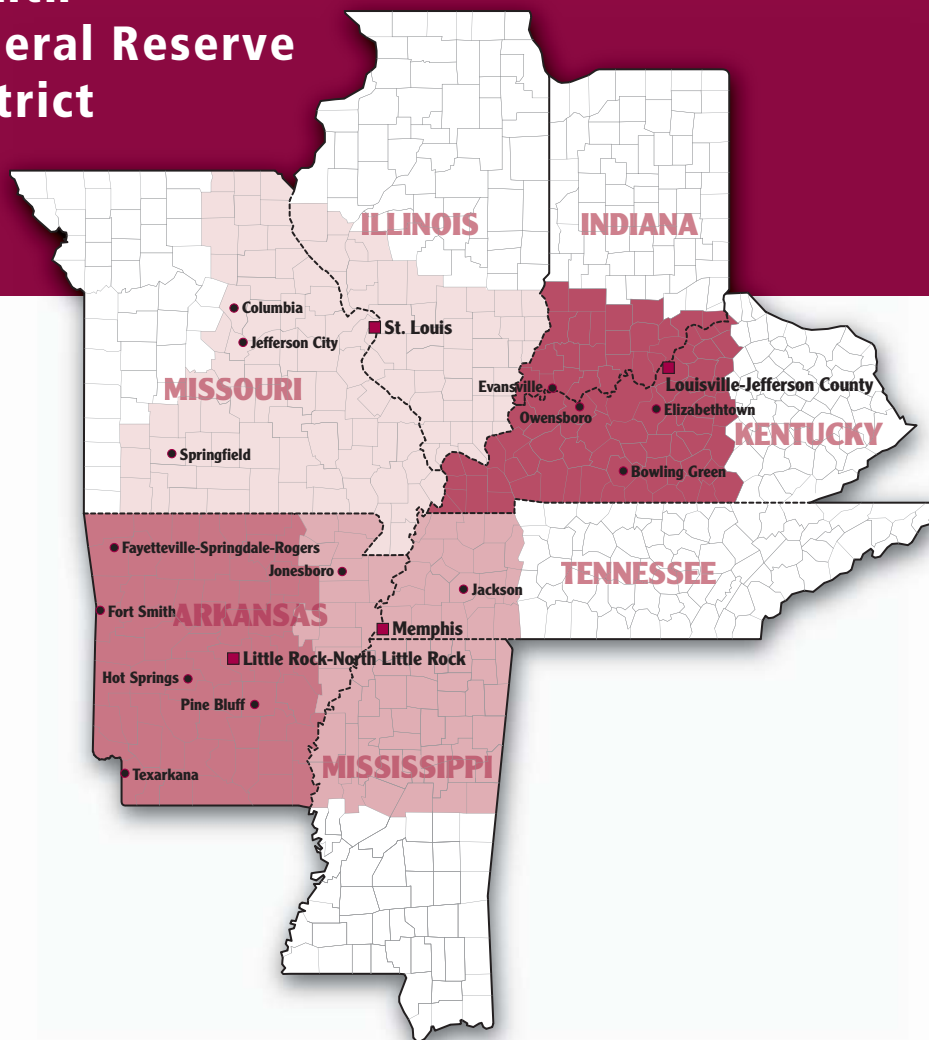 eral Reserve
trict
ILLINOIS
INDIANA
Columbia
St. Louis
Jefferson City
MISSOURI
Evansville
Louisville-Jefferson County
Owensboro
Elizabethtown
KENTUCKY
Springfield
Bowling Green
Fayetteville-Springdale-Rogers
Jonesboro
TENNESSEE
Jackson
Fort Smith
ARKANSAS
Memphis
Little Rock-North Little Rock
Hot Springs
Pine Bluff
MISSISSIPPI
Texarkana